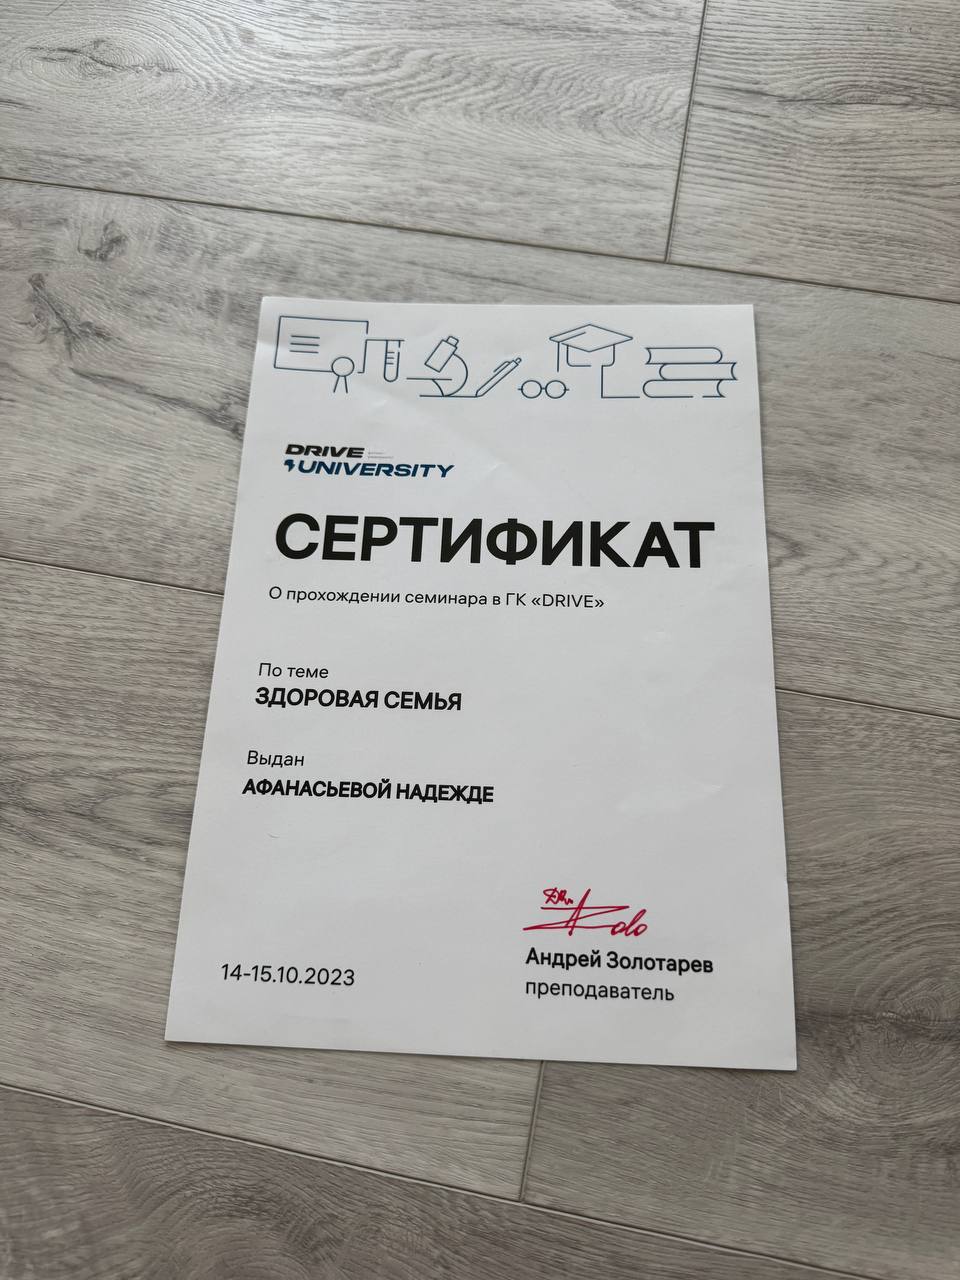 DRIVE
UNIVERSITY
СЕРТИФИКАТ
О прохождении семинара в ГК «DRIVE»
По теме
ЗДОРОВАЯ СЕМЬЯ
Выдан
АФАНАСЬЕВОЙ НАДЕЖДЕ
Андрей Золотарев
преподаватель
14-15.10.2023